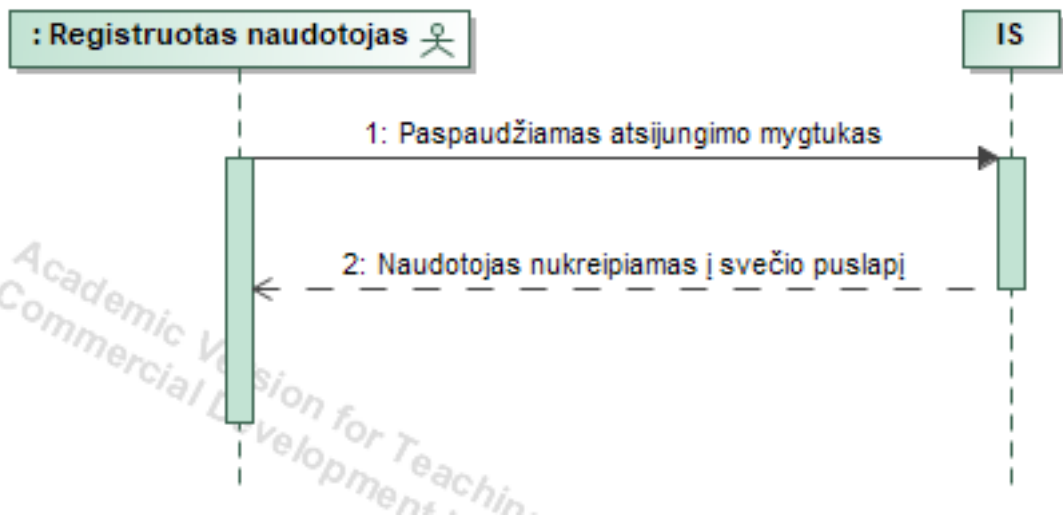 : Registruotas naudotojas
IS
1: Paspaudžiamas atsijungimo mygtukas
2: Naudotojas nukreipiamas į svečio puslapį
Academic Version for Teaching
Commercial Development